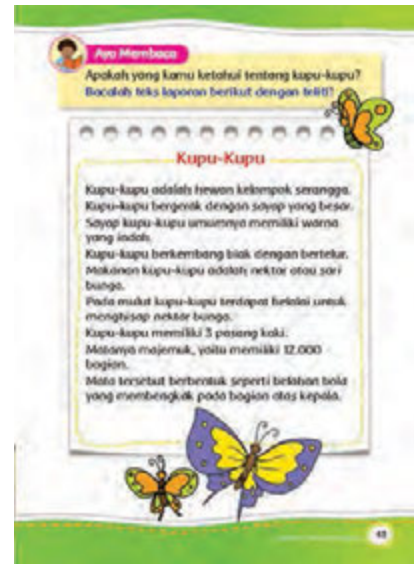 Ayo Membaca
Apakah yang kamu ketahui tentang kupu-kupu?
Bacalah teks laporan berikut dengan teliti!
Kupu-Kupu
Kupu-kupu adalah hewan kelompok serangga.
Kupu-kupu bergerak dengan sayap yang besar.
Sayap kupu-kupu umumnya memiliki warna
yang indah.
Kupu-kupu berkembang biak dengan bertelur.
Makanan kupu-kupu adalah nektar atau sari
bunga.
Pada mulut kupu-kupu terdapat belalai untuk
menghisap nektar bunga.
Kupu-kupu memiliki 3 pasang kaki.
Matanya majemuk, yaitu memiliki 12.000
bagian.
Mata tersebut berbentuk seperti belahan bola
yang membengkak pada bagian atas kepala.